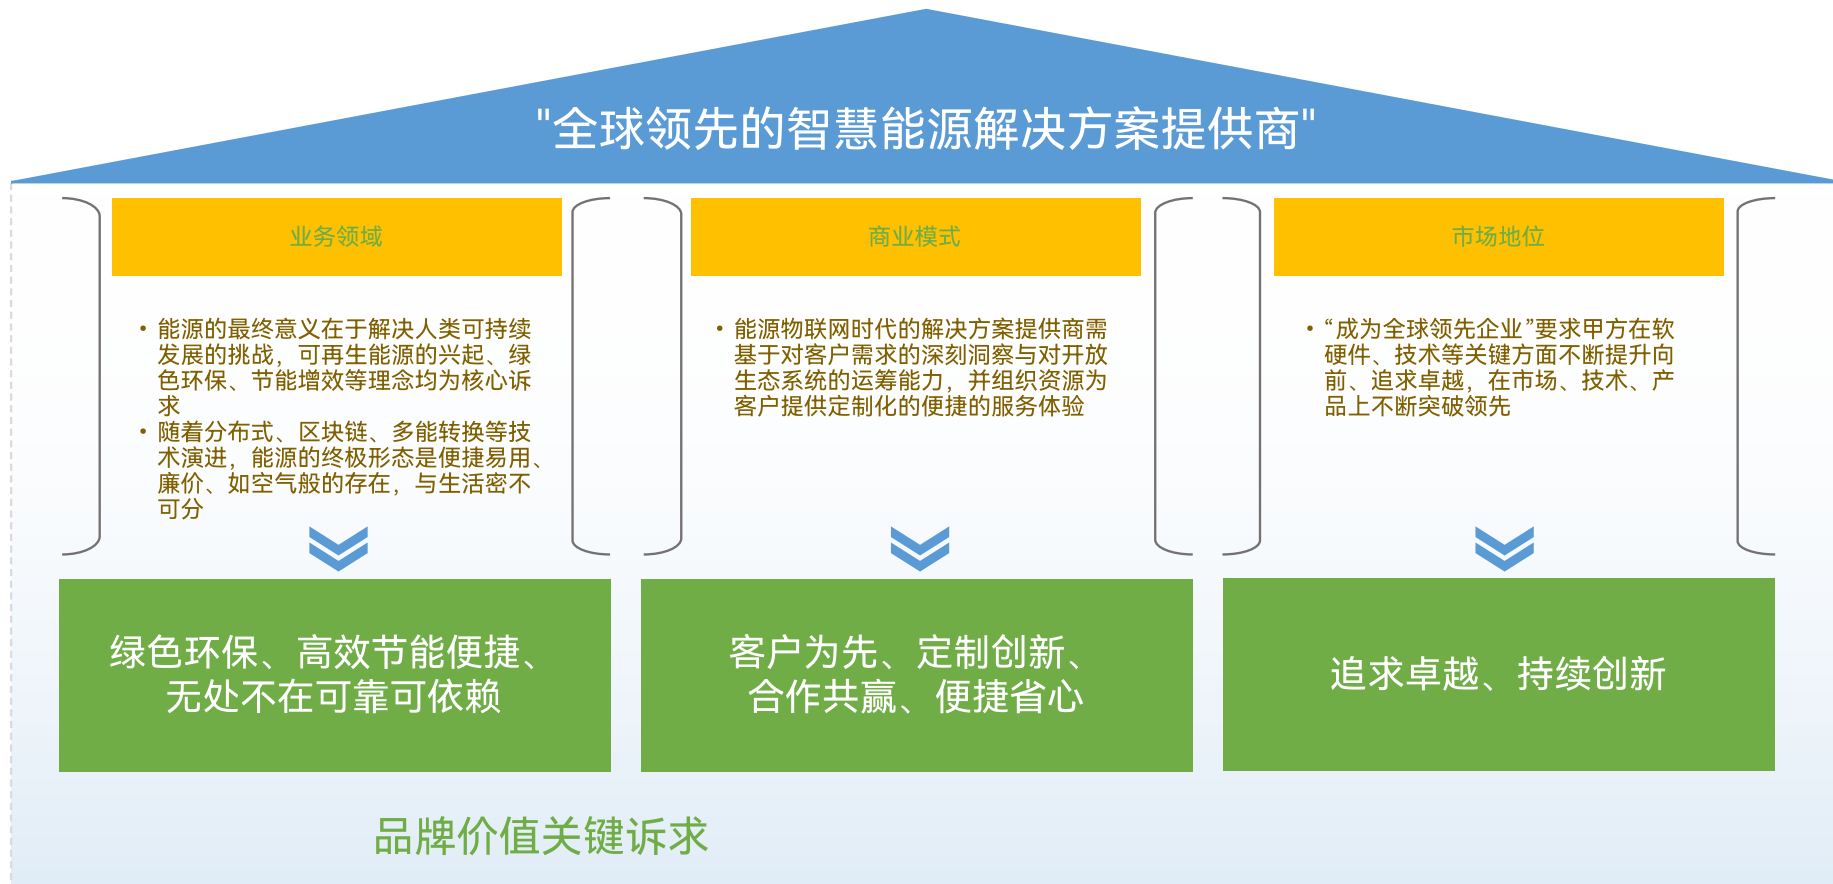 "全球领先的智慧能源解决方案提供商"
业务领域
• 能源的最终意义在于解决人类可持续
发展的挑战，可再生能源的兴起、绿
色环保、节能增效等理念均为核心诉
求
• 随着分布式、区块链、多能转换等技
术演进，能源的终极形态是便捷易用、
廉价、如空气般的存在，与生活密不
可分
绿色环保、高效节能便捷、
无处不在可靠可依赖
商业模式
• 能源物联网时代的解决方案提供商需
基于对客户需求的深刻洞察与对开放
生态系统的运筹能力，并组织资源为
客户提供定制化的便捷的服务体验
客户为先、定制创新、
合作共赢、便捷省心
市场地位
• “成为全球领先企业”要求甲方在软
硬件、技术等关键方面不断提升向
前、追求卓越，在市场、技术、产
品上不断突破领先
追求卓越、持续创新
品牌价值关键诉求